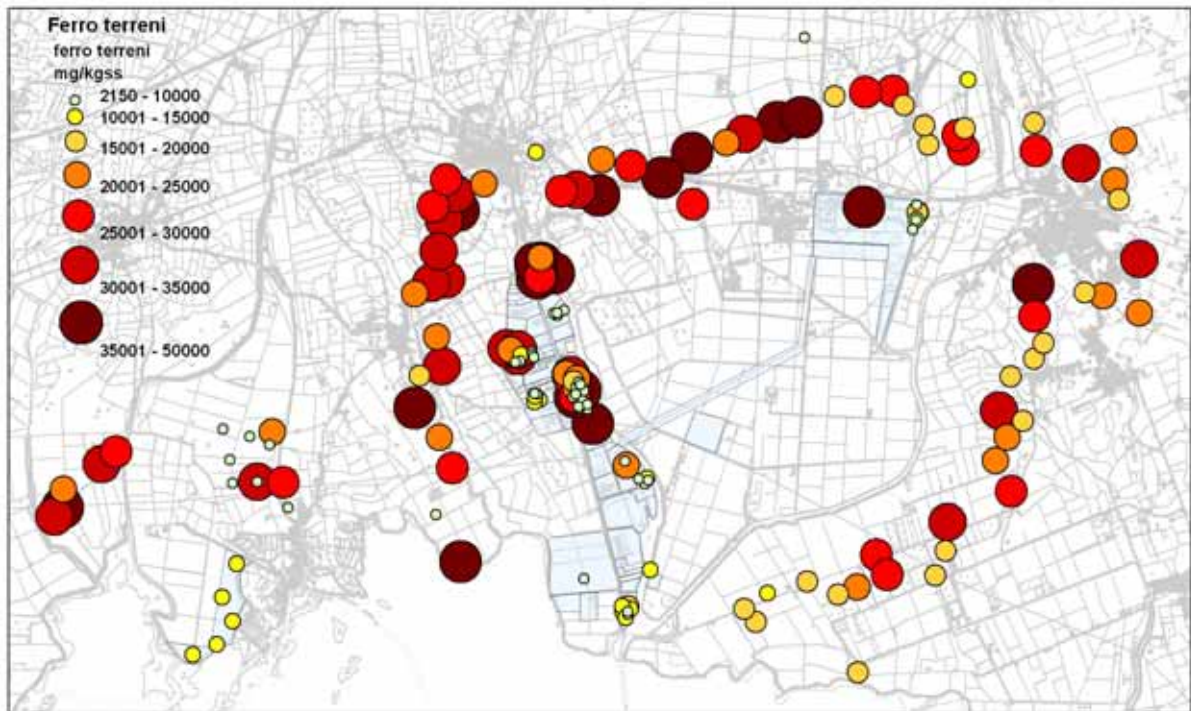 Ferro terreni
ferro terreni
mg/kgss
2150 - 10000
10001 - 15000
15001 - 20000
20001 - 25000
25001 - 30000
30001 - 35000
35001 - 50000